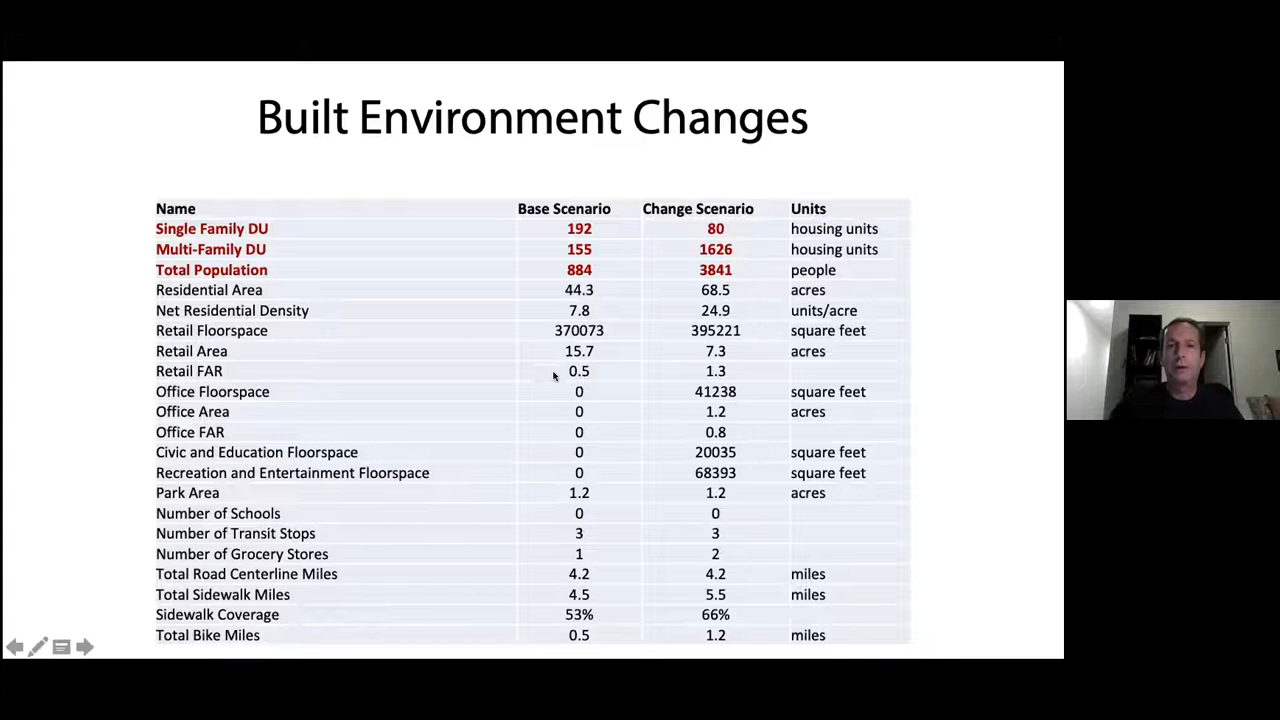 Built Environment Changes
Name Base Scenario Change Scenario Units
Single Family DU 192 80 housing units
Multi-Family DU 155 1626 housing units
Total Population 884 3841 people
Residential Area 44.3 68.5 acres
Net Residential Density 7.8 24.9 units/acre
Retail Floorspace 370073 395221 square feet
Retail Area 15.7 7.3 acres
Retail FAR 0.5 1.3
Office Floorspace 0 41238 square feet
Office Area 0 1.2 acres
Office FAR 0 0.8
Civic and Education Floorspace 0 20035 square feet
Recreation and Entertainment Floorspace 0 68393 square feet
Park Area 1.2 1.2 acres
Number of Schools 0 0
Number of Transit Stops 3 3
Number of Grocery Stores 1 2
Total Road Centerline Miles 4.2 4.2 miles
Total Sidewalk Miles 4.5 5.5 miles
Sidewalk Coverage 53% 66%
Total Bike Miles 0.5 1.2 miles